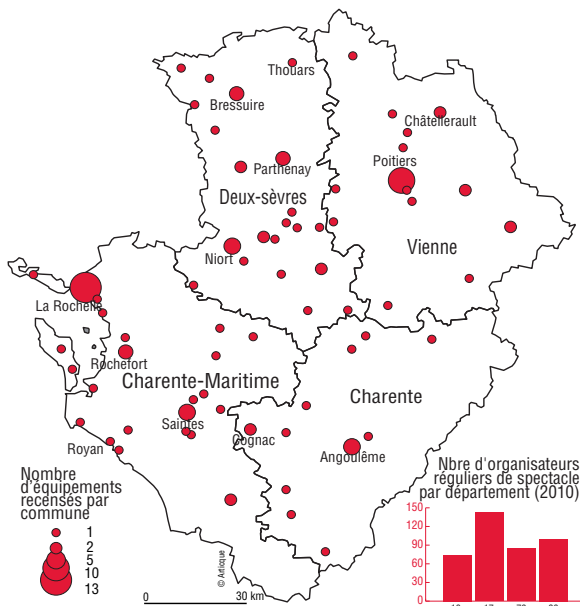 Thouars
Bressuire
Châtellerault
Parthenay
Poitiers
Deux-sèvres
Niort
Vienne
La Rochelle
Rochefort
Charente-Maritime
Charente
Saintes
Cognac
Royan
Angoulême
Nombre
d'équipements
recensés par
commune
1
2
5
10
13
© Artique
0 30 km
Nbre d'organisateurs
réguliers de spectacle
par département (2010)
150
120
90
60
30
0